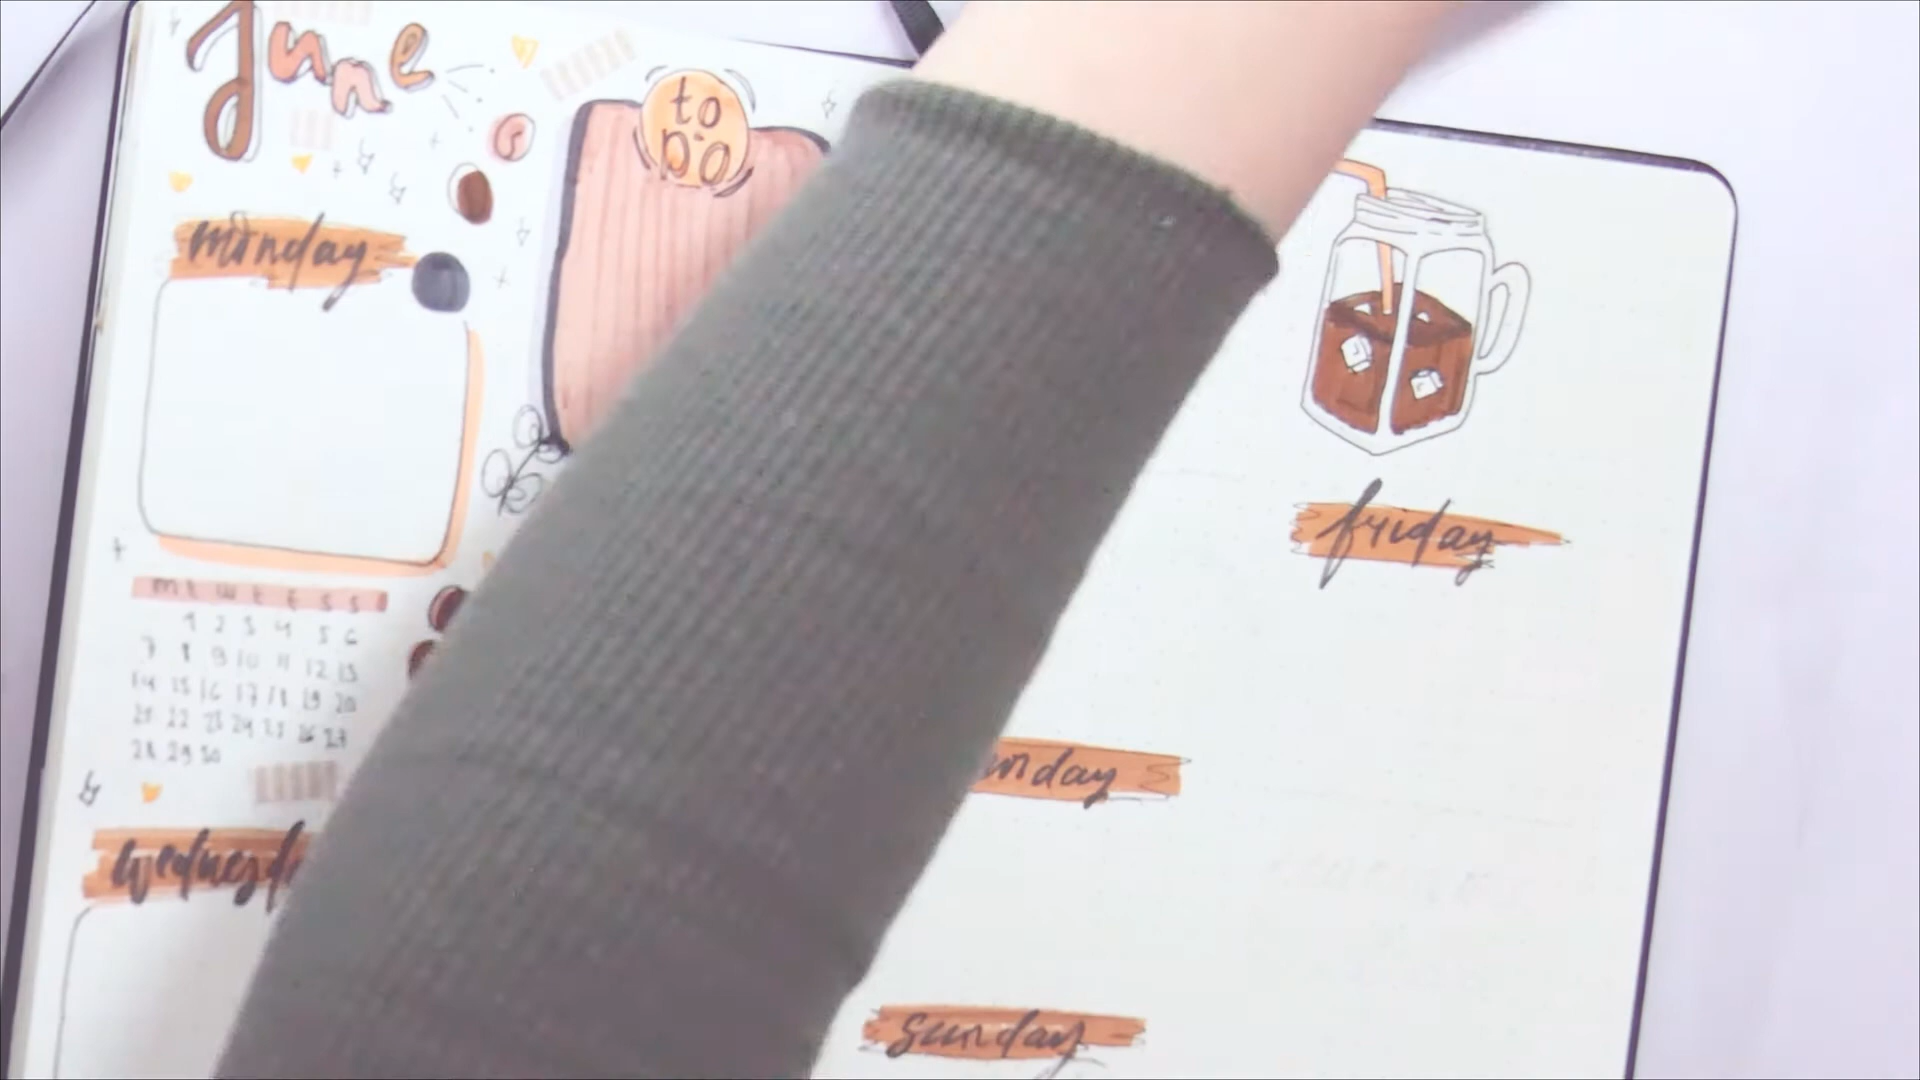 June
to
Do
monday
m t w t f s s
1 2 3 4 5 6
7 8 9 10 11 12 13
14 15 16 17 18 19 20
21 22 23 24 25 26 27
28 29 30
friday
sunday